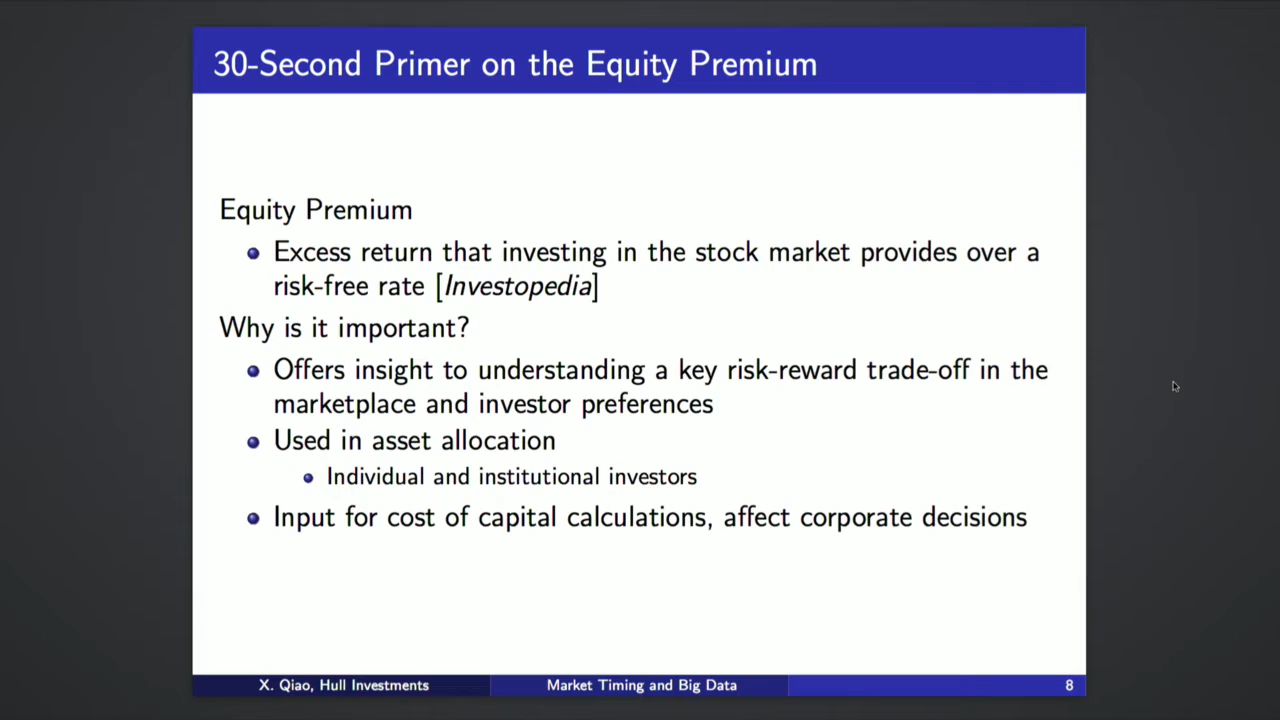 30-Second Primer on the Equity Premium
Equity Premium
Excess return that investing in the stock market provides over a
risk-free rate [Investopedia]
Why is it important?
Offers insight to understanding a key risk-reward trade-off in the
marketplace and investor preferences
Used in asset allocation
Individual and institutional investors
Input for cost of capital calculations, affect corporate decisions
X. Qiao, Hull Investments
Market Timing and Big Data
8